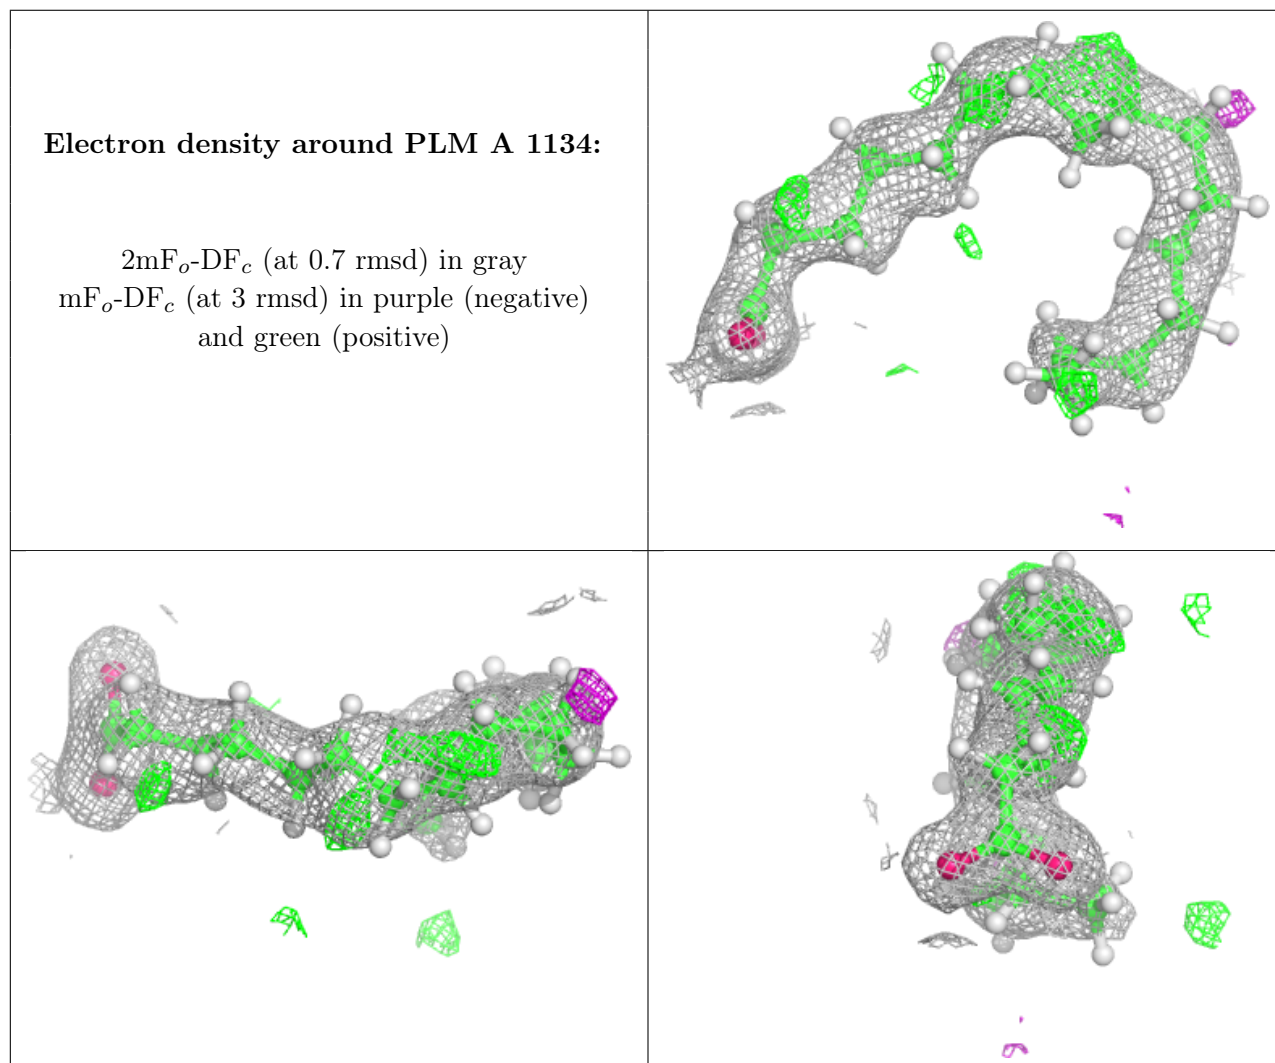 Electron density around PLM A 1134:
2mFₒ-DF𝒸 (at 0.7 rmsd) in gray
mFₒ-DF𝒸 (at 3 rmsd) in purple (negative)
and green (positive)